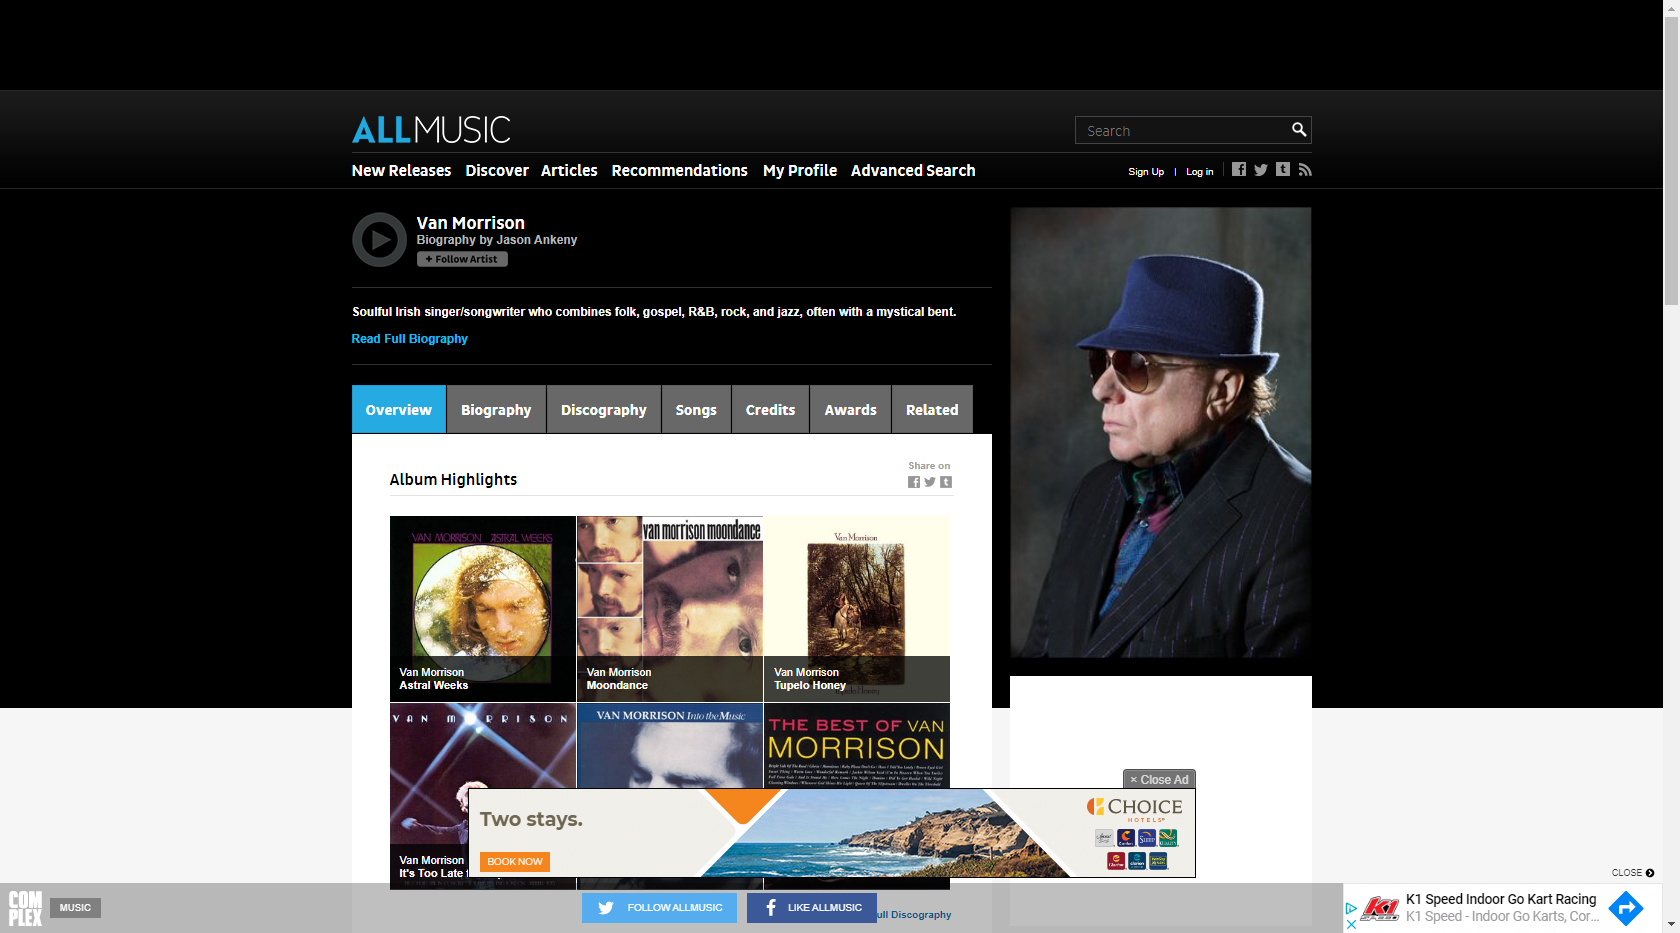 ALLMUSIC
Search
New Releases Discover Articles Recommendations My Profile Advanced Search
Sign Up | Log in
Van Morrison
Biography by Jason Ankeny
+ Follow Artist
Soulful Irish singer/songwriter who combines folk, gospel, R&B, rock, and jazz, often with a mystical bent.
Read Full Biography
Overview Biography Discography Songs Credits Awards Related
Share on
Album Highlights
VAN MORRISON ASTRAL WEEKS
van morrison moondance
Van Morrison
Tupelo Honey
Van Morrison
Astral Weeks
Van Morrison
Moondance
Van Morrison
Tupelo Honey
VAN MORRISON
VAN MORRISON Into the Music
THE BEST OF VAN
MORRISON
Van Morrison
It's Too Late
× Close Ad
Two stays.
BOOK NOW
CHOICE
HOTELS
CLOSE
COMPLEX
MUSIC
FOLLOW ALLMUSIC
LIKE ALLMUSIC
ull Discography
K1 SPEED
K1 Speed Indoor Go Kart Racing
K1 Speed - Indoor Go Karts, Cor...